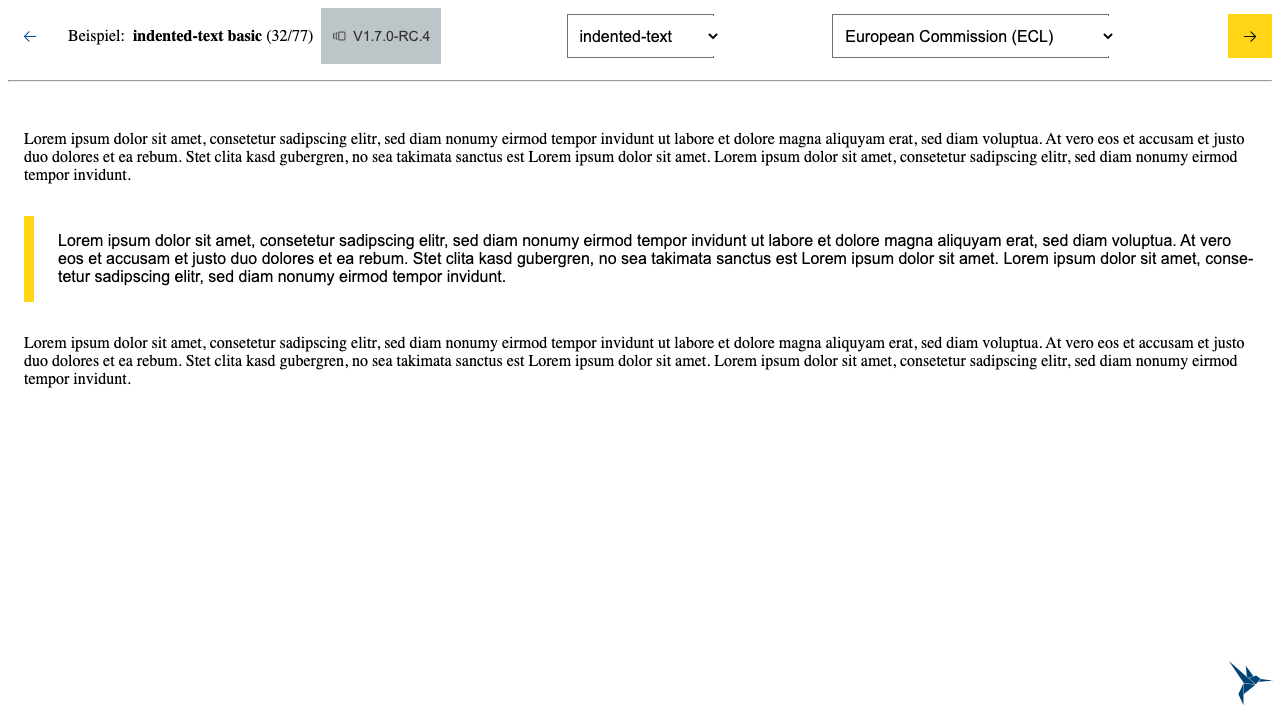 ← Beispiel: indented-text basic (32/77) V1.7.0-RC.4 indented-text European Commission (ECL) →
Lorem ipsum dolor sit amet, consetetur sadipscing elitr, sed diam nonumy eirmod tempor invidunt ut labore et dolore magna aliquyam erat, sed diam voluptua. At vero eos et accusam et justo
duo dolores et ea rebum. Stet clita kasd gubergren, no sea takimata sanctus est Lorem ipsum dolor sit amet. Lorem ipsum dolor sit amet, consetetur sadipscing elitr, sed diam nonumy eirmod
tempor invidunt.
Lorem ipsum dolor sit amet, consetetur sadipscing elitr, sed diam nonumy eirmod tempor invidunt ut labore et dolore magna aliquyam erat, sed diam voluptua. At vero
eos et accusam et justo duo dolores et ea rebum. Stet clita kasd gubergren, no sea takimata sanctus est Lorem ipsum dolor sit amet. Lorem ipsum dolor sit amet, conse-
tetur sadipscing elitr, sed diam nonumy eirmod tempor invidunt.
Lorem ipsum dolor sit amet, consetetur sadipscing elitr, sed diam nonumy eirmod tempor invidunt ut labore et dolore magna aliquyam erat, sed diam voluptua. At vero eos et accusam et justo
duo dolores et ea rebum. Stet clita kasd gubergren, no sea takimata sanctus est Lorem ipsum dolor sit amet. Lorem ipsum dolor sit amet, consetetur sadipscing elitr, sed diam nonumy eirmod
tempor invidunt.